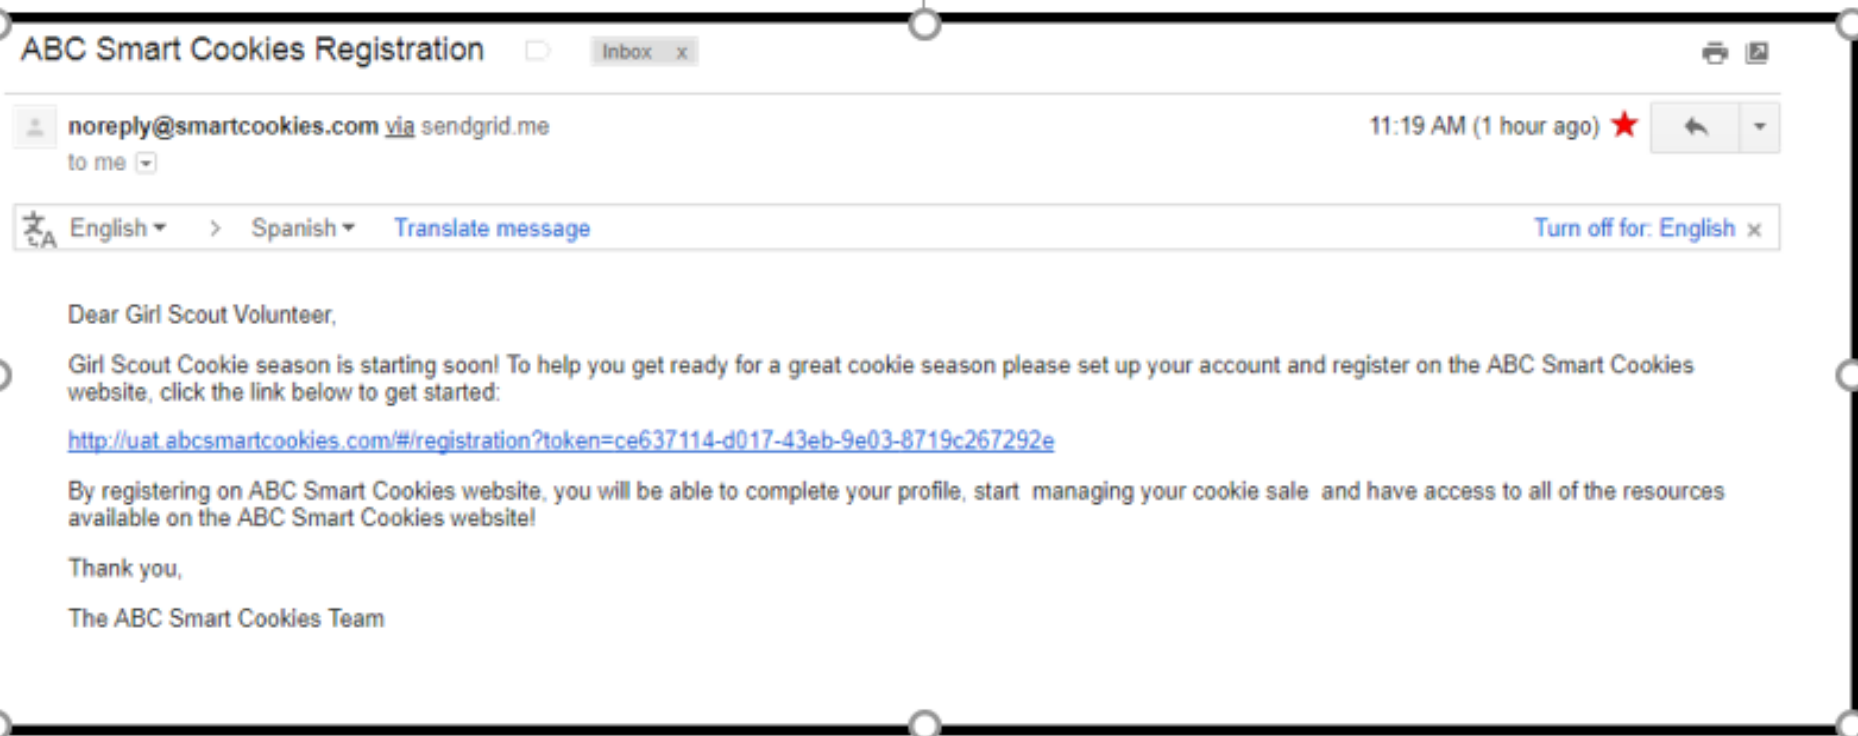 ABC Smart Cookies Registration Inbox x
noreply@smartcookies.com via sendgrid.me 11:19 AM (1 hour ago)
to me
English > Spanish Translate message Turn off for: English x
Dear Girl Scout Volunteer,
Girl Scout Cookie season is starting soon! To help you get ready for a great cookie season please set up your account and register on the ABC Smart Cookies
website, click the link below to get started:
http://uat.abcsmartcookies.com/#/registration?token=ce637114-d017-43eb-9e03-8719c267292e
By registering on ABC Smart Cookies website, you will be able to complete your profile, start  managing your cookie sale  and have access to all of the resources
available on the ABC Smart Cookies website!
Thank you,
The ABC Smart Cookies Team